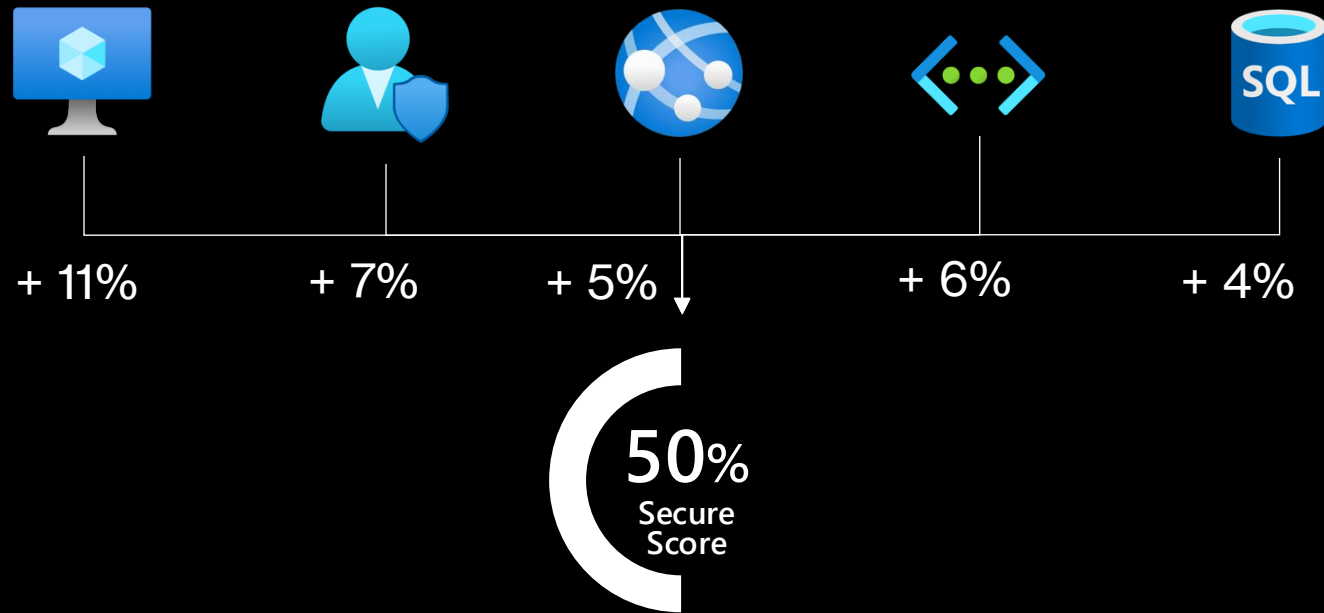 SQL
+ 11%
+ 7%
+ 5%
+ 6%
+ 4%
50%
Secure
Score